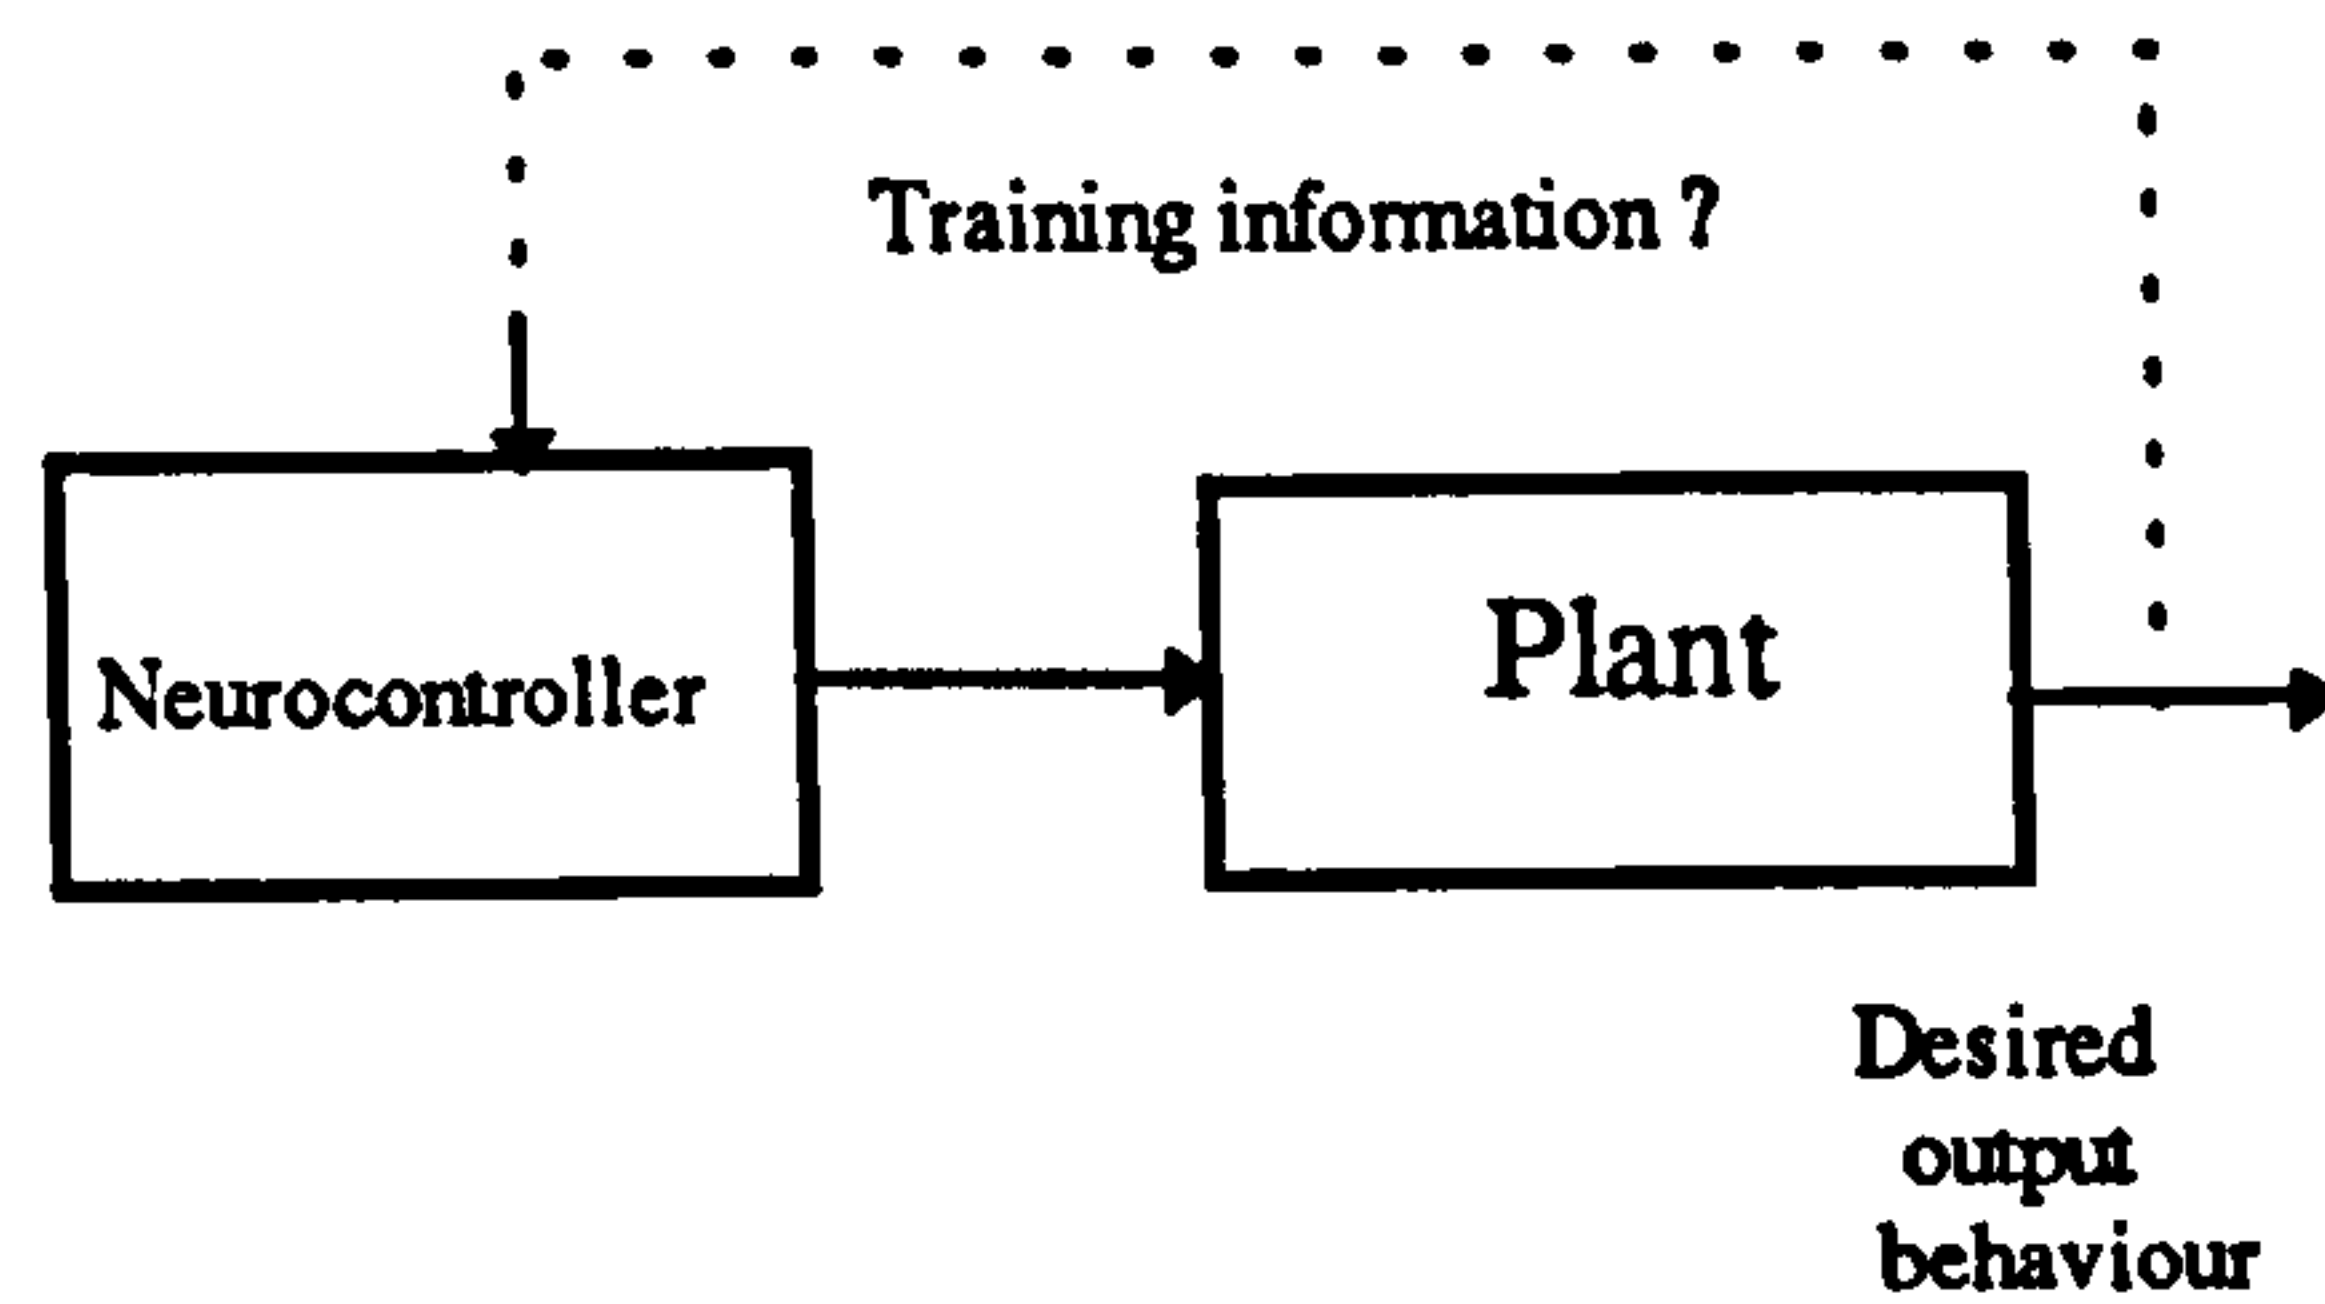 Training information ?
Neurocontroller
Plant
Desired
output
behaviour